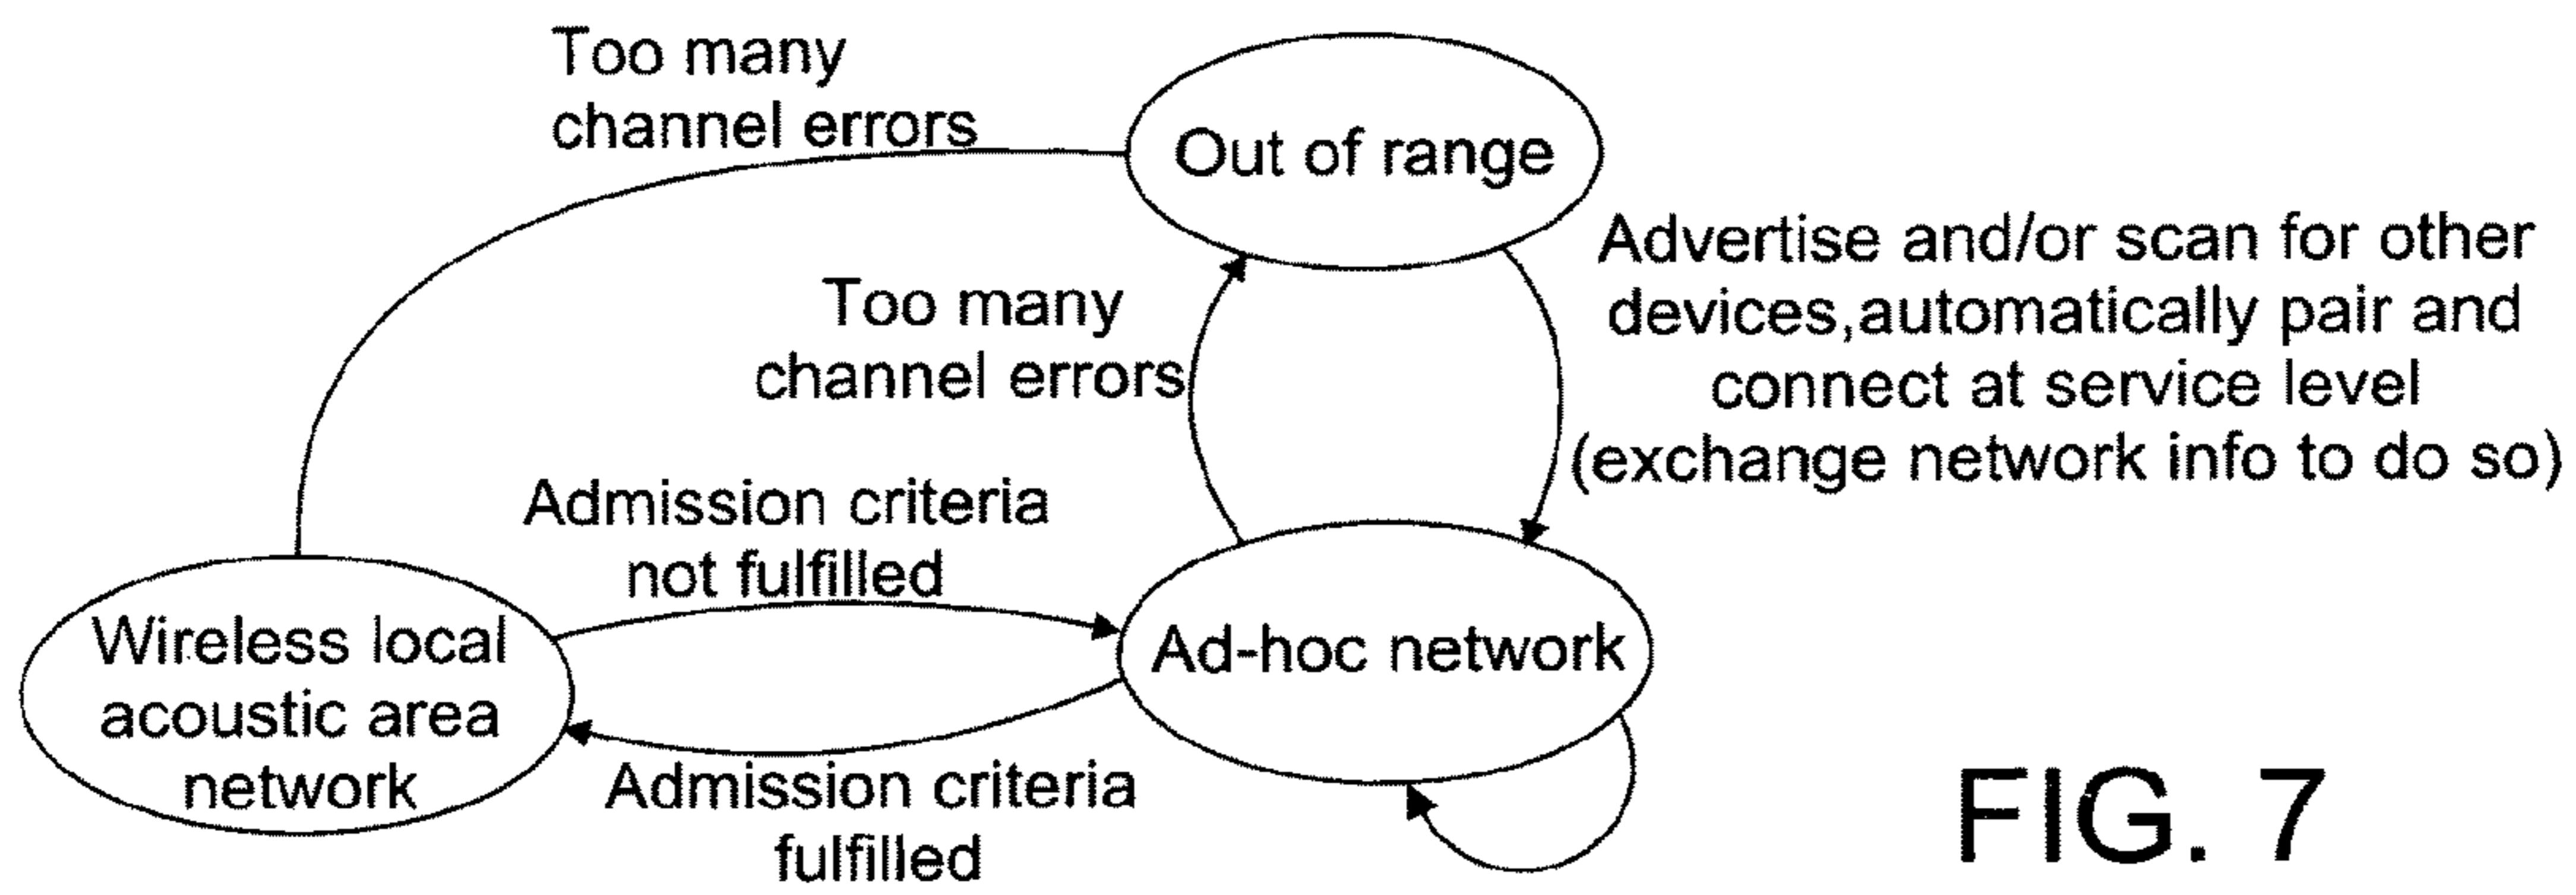 Too many
channel errors
Out of range
Advertise and/or scan for other
devices,automatically pair and
connect at service level
(exchange network info to do so)
Too many
channel errors
Admission criteria
not fulfilled
Wireless local
acoustic area
network
Ad-hoc network
Admission criteria
fulfilled
FIG. 7